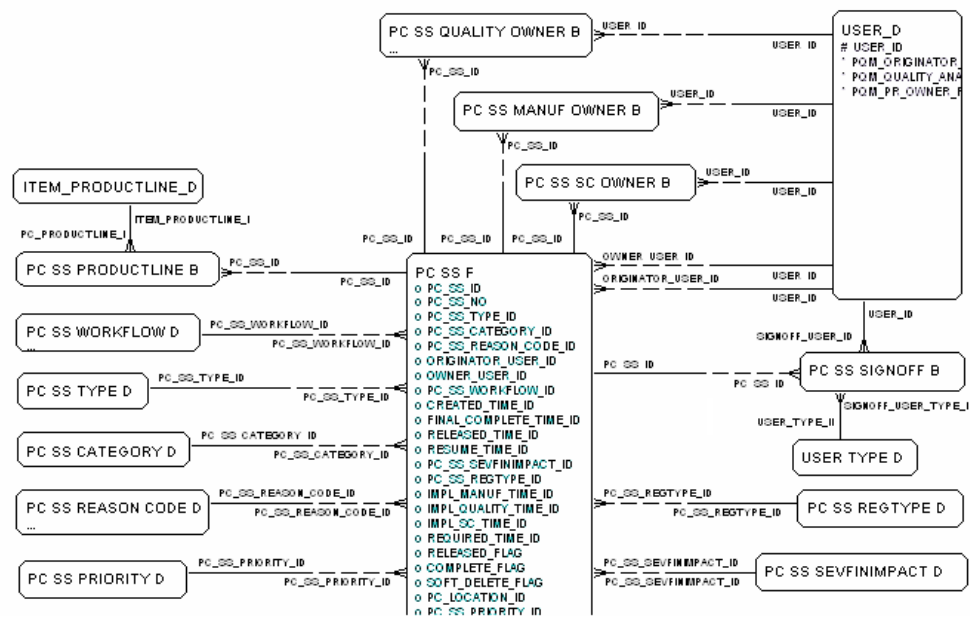 PC SS QUALITY OWNER B
...
USER_ID
USER_ID
USER_D
# USER_ID
* PQM_ORIGINATOR_
* PQM_QUALITY_ANA
* PQM_PR_OWNER_F
PC_SS_ID
PC SS MANUF OWNER B
USER_ID
USER_ID
PC_SS_ID
PC SS SC OWNER B
USER_ID
USER_ID
PC_SS_ID
ITEM_PRODUCTLINE_D
ITEM_PRODUCTLINE_I
PC_PRODUCTLINE_I
PC SS PRODUCTLINE B
PC_SS_ID
PC_SS_ID
PC_SS_ID
PC_SS_ID
PC_SS_ID
OWNER_USER_ID
USER_ID
ORIGINATOR_USER_ID
USER_ID
PC SS F
o PC_SS_ID
o PC_SS_NO
o PC_SS_TYPE_ID
o PC_SS_CATEGORY_ID
o PC_SS_REASON_CODE_ID
o ORIGINATOR_USER_ID
o OWNER_USER_ID
o PC_SS_WORKFLOW_ID
o CREATED_TIME_ID
o FINAL_COMPLETE_TIME_ID
o RELEASED_TIME_ID
o RESUME_TIME_ID
o PC_SS_SEVFINIMPACT_ID
o PC_SS_REGTYPE_ID
o IMPL_MANUF_TIME_ID
o IMPL_QUALITY_TIME_ID
o IMPL_SC_TIME_ID
o REQUIRED_TIME_ID
o RELEASED_FLAG
o COMPLETE_FLAG
o SOFT_DELETE_FLAG
o PC_LOCATION_ID
o PC_SS_PRIORITY_ID
PC SS WORKFLOW D
...
PC_SS_WORKFLOW_ID
PC_SS_WORKFLOW_ID
PC SS TYPE D
PC_SS_TYPE_ID
PC_SS_TYPE_ID
PC SS CATEGORY D
PC_SS_CATEGORY_ID
PC_SS_CATEGORY_ID
PC SS REASON CODE D
...
PC_SS_REASON_CODE_ID
PC_SS_REASON_CODE_ID
PC SS PRIORITY D
PC_SS_PRIORITY_ID
PC_SS_PRIORITY_ID
USER_ID
SIGNOFF_USER_ID
PC_SS_ID
PC_SS_ID
PC SS SIGNOFF B
SIGNOFF_USER_TYPE_I
USER_TYPE_II
USER TYPE D
PC_SS_REGTYPE_ID
PC_SS_REGTYPE_ID
PC SS REGTYPE D
PC_SS_SEVFINIMPACT_ID
PC_SS_SEVFINIMPACT_ID
PC SS SEVFINIMPACT D